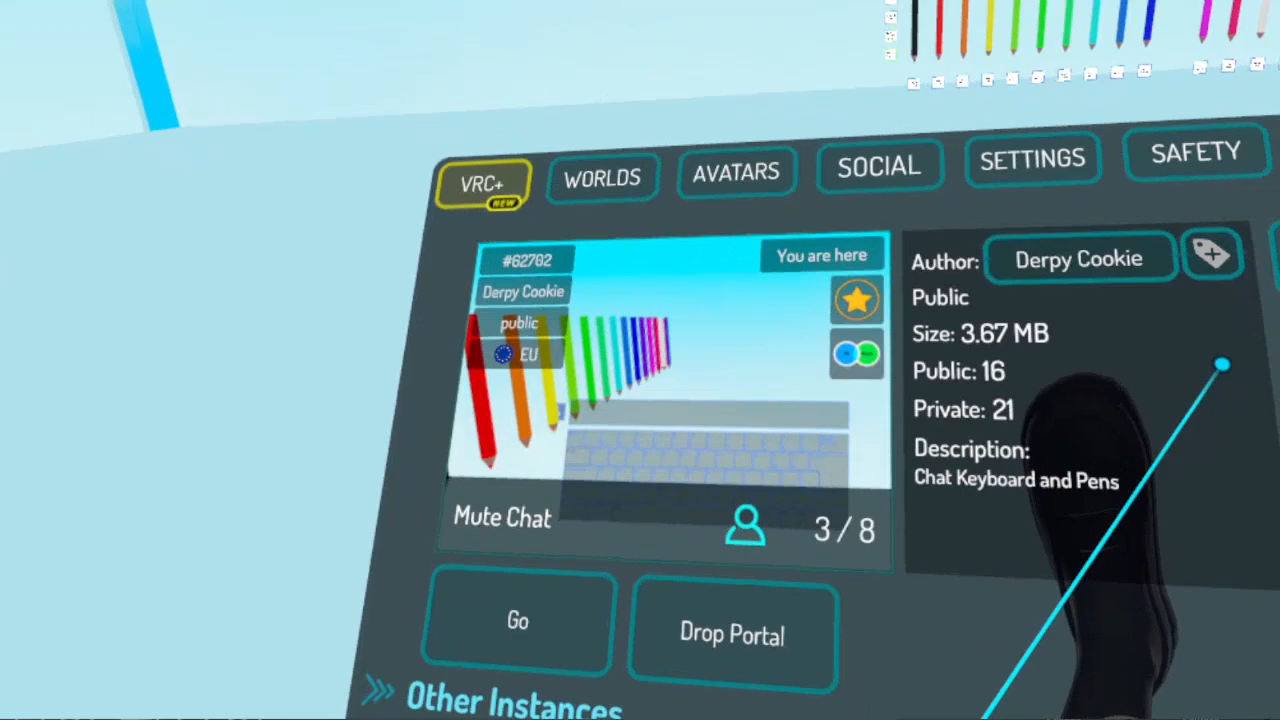 VRC+
NEW
WORLDS
AVATARS
SOCIAL
SETTINGS
SAFETY
#62702
You are here
Derpy Cookie
public
EU
Mute Chat
3 / 8
Author: Derpy Cookie
Public
Size: 3.67 MB
Public: 16
Private: 21
Description:
Chat Keyboard and Pens
Go
Drop Portal
Other Instances